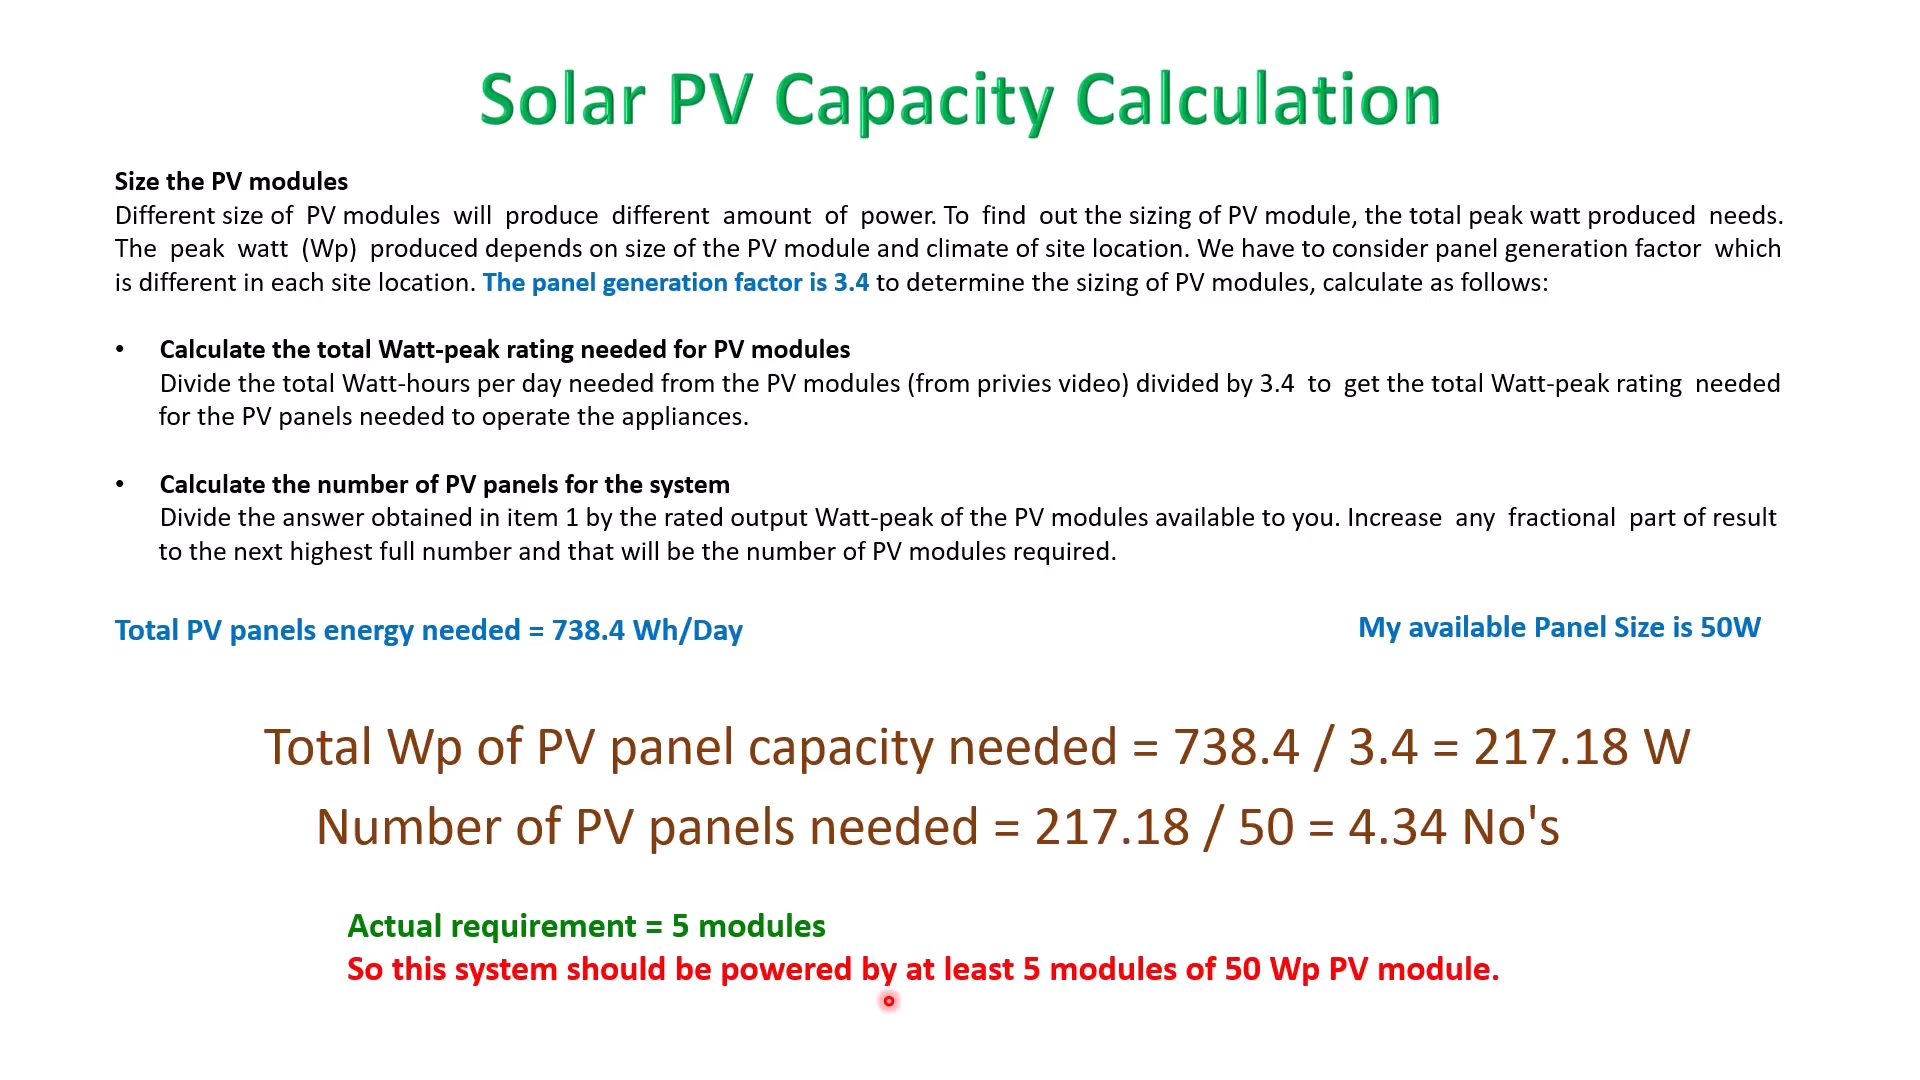 Solar PV Capacity Calculation
Size the PV modules
Different size of PV modules will produce different amount of power. To find out the sizing of PV module, the total peak watt produced needs.
The peak watt (Wp) produced depends on size of the PV module and climate of site location. We have to consider panel generation factor which
is different in each site location. The panel generation factor is 3.4 to determine the sizing of PV modules, calculate as follows:
• Calculate the total Watt-peak rating needed for PV modules
Divide the total Watt-hours per day needed from the PV modules (from privies video) divided by 3.4 to get the total Watt-peak rating needed
for the PV panels needed to operate the appliances.
• Calculate the number of PV panels for the system
Divide the answer obtained in item 1 by the rated output Watt-peak of the PV modules available to you. Increase any fractional part of result
to the next highest full number and that will be the number of PV modules required.
Total PV panels energy needed = 738.4 Wh/Day
My available Panel Size is 50W
Total Wp of PV panel capacity needed = 738.4 / 3.4 = 217.18 W
Number of PV panels needed = 217.18 / 50 = 4.34 No's
Actual requirement = 5 modules
So this system should be powered by at least 5 modules of 50 Wp PV module.